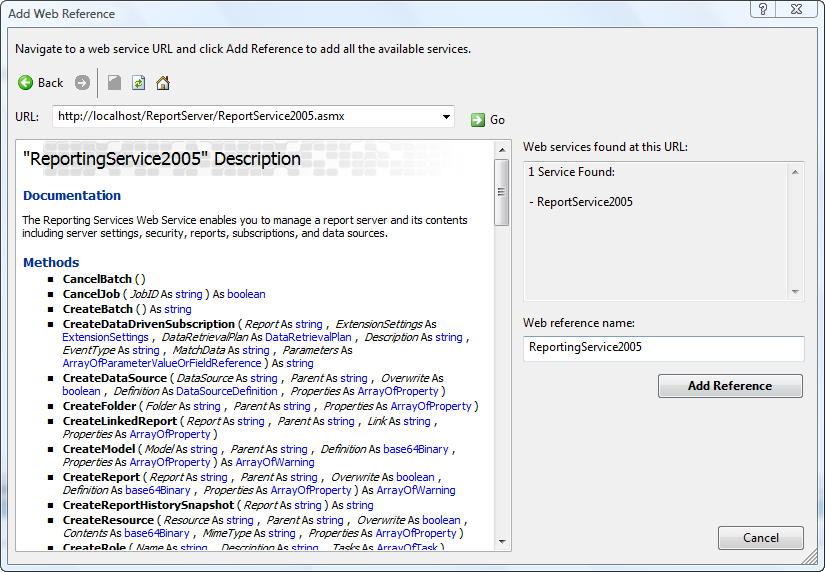 Add Web Reference
Navigate to a web service URL and click Add Reference to add all the available services.
Back
URL:
http://localhost/ReportServer/ReportService2005.asmx
Go
"ReportingService2005" Description
Documentation
The Reporting Services Web Service enables you to manage a report server and its contents
including server settings, security, reports, subscriptions, and data sources.
Methods
CancelBatch ()
CancelJob ( JobID As string ) As boolean
CreateBatch () As string
CreateDataDrivenSubscription ( Report As string , ExtensionSettings As
ExtensionSettings , DataRetrievalPlan As DataRetrievalPlan , Description As string ,
EventType As string , MatchData As string , Parameters As
ArrayOfParameterValueOrFieldReference ) As string
CreateDataSource ( DataSource As string , Parent As string , Overwrite As
boolean , Definition As DataSourceDefinition , Properties As ArrayOfProperty )
CreateFolder ( Folder As string , Parent As string , Properties As ArrayOfProperty )
CreateLinkedReport ( Report As string , Parent As string , Link As string ,
Properties As ArrayOfProperty )
CreateModel ( Model As string , Parent As string , Definition As base64Binary ,
Properties As ArrayOfProperty ) As ArrayOfWarning
CreateReport ( Report As string , Parent As string , Overwrite As boolean ,
Definition As base64Binary , Properties As ArrayOfProperty ) As ArrayOfWarning
CreateReportHistorySnapshot ( Report As string ) As string
CreateResource ( Resource As string , Parent As string , Overwrite As boolean ,
Contents As base64Binary , MimeType As string , Properties As ArrayOfProperty )
CreateRole ( Name As string , Description As string , Tasks As ArrayOfTask )
Web services found at this URL:
1 Service Found:
- ReportService2005
Web reference name:
ReportingService2005
Add Reference
Cancel